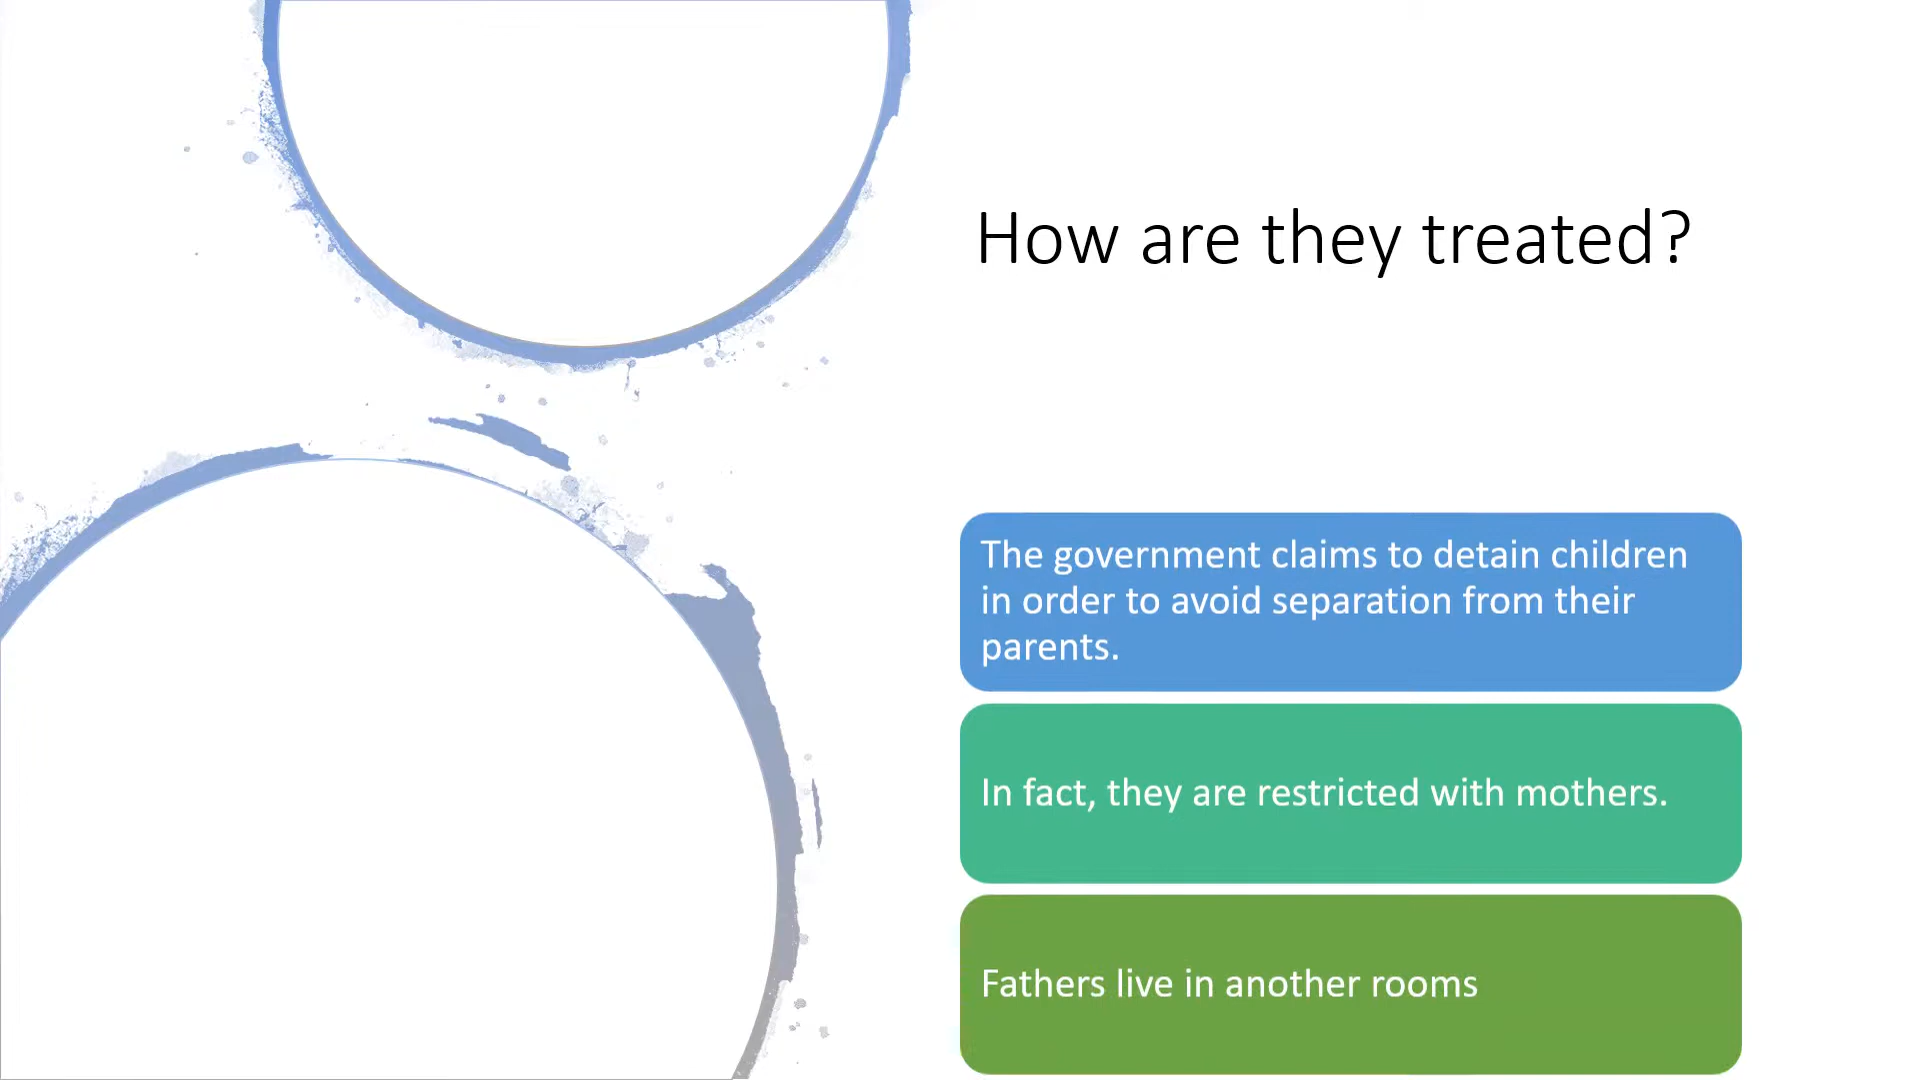 How are they treated?
The government claims to detain children
in order to avoid separation from their
parents.
In fact, they are restricted with mothers.
Fathers live in another rooms